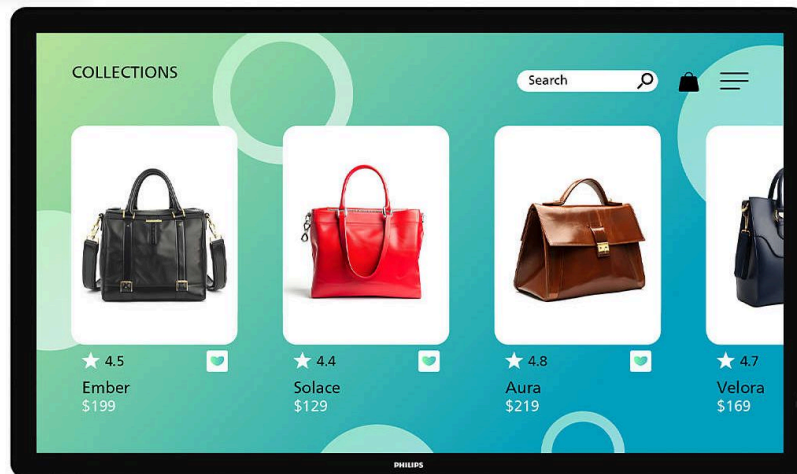 COLLECTIONS
Search
4.5
Ember
$199
4.4
Solace
$129
4.8
Aura
$219
4.7
Velora
$169
PHILIPS